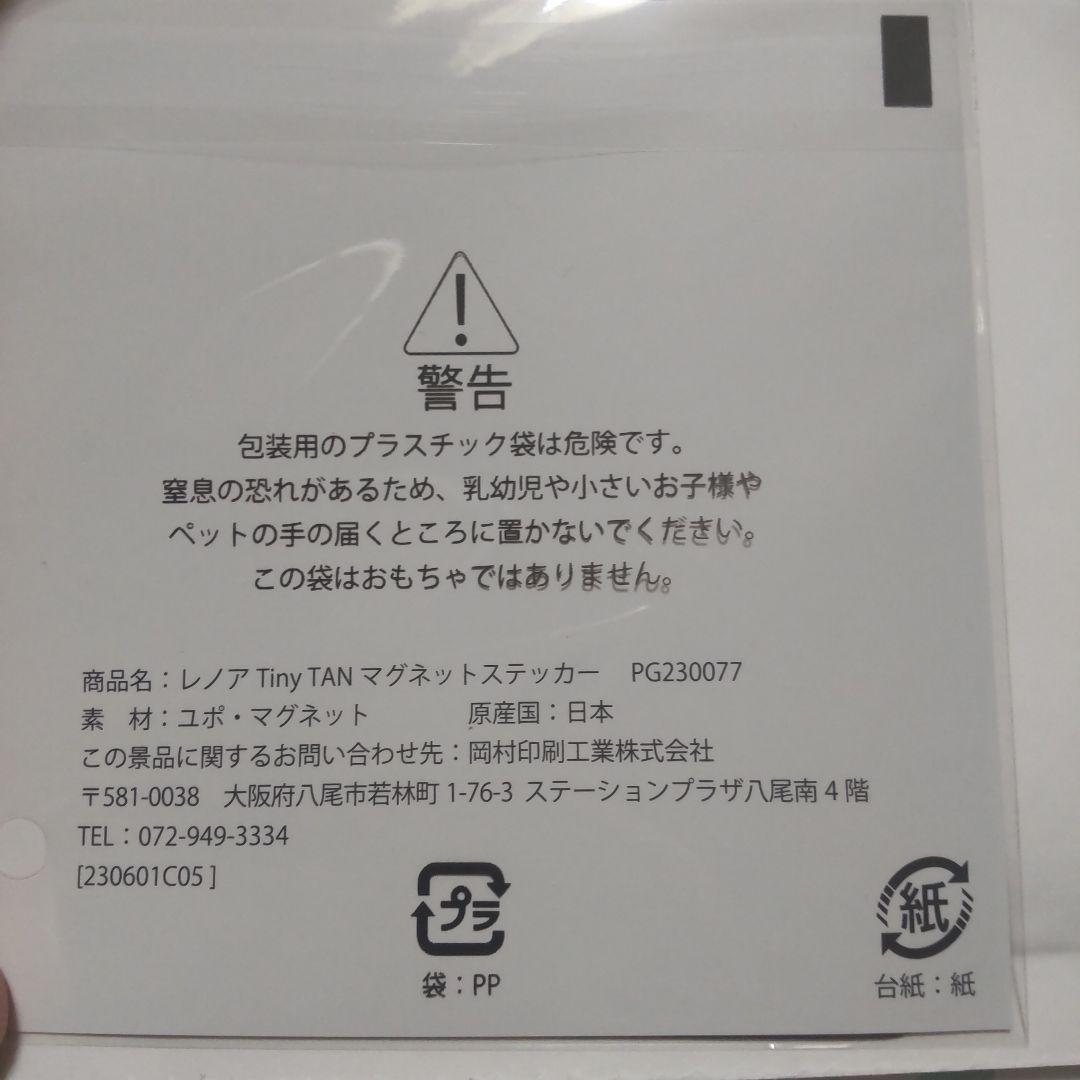 警告
包装用のプラスチック袋は危険です。
窒息の恐れがあるため、乳幼児や小さいお子様や
ペットの手の届くところに置かないでください。
この袋はおもちゃではありません。
商品名：レノア Tiny TAN マグネットステッカー　PG230077
素　材：ユポ・マグネット　原産国：日本
この景品に関するお問い合わせ先：岡村印刷工業株式会社
〒581-0038　大阪府八尾市若林町 1-76-3 ステーションプラザ八尾南 4 階
TEL：072-949-3334
[230601C05 ]
プラ
袋：PP
紙
台紙：紙